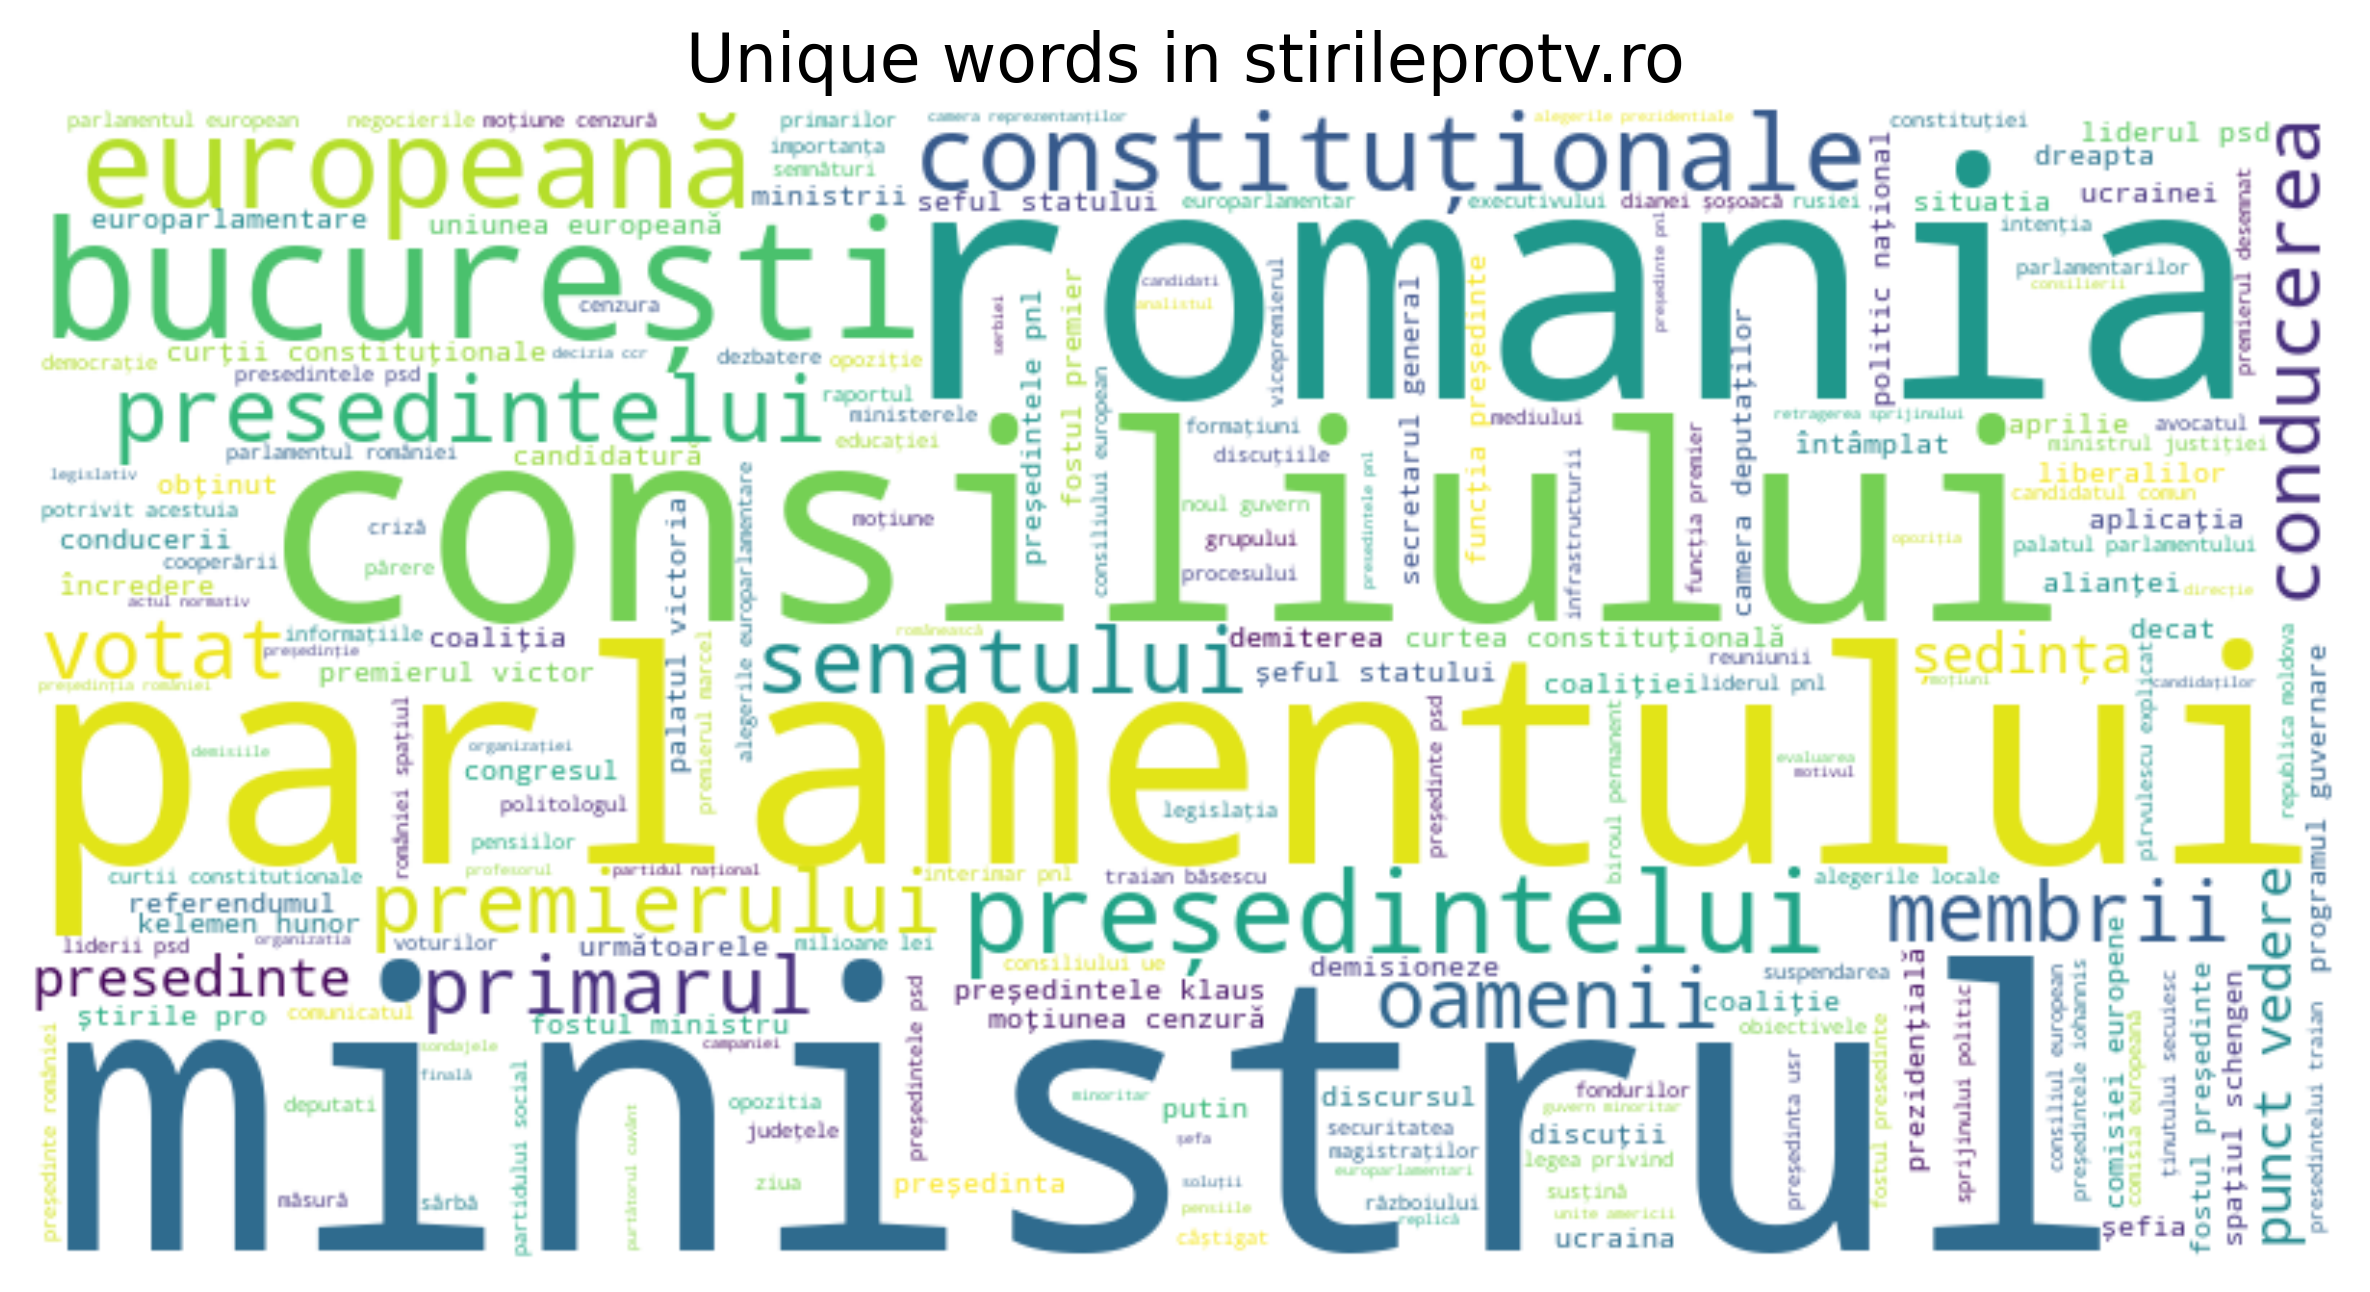 Unique words in stirileprotv.ro
parlamentul european
negocierile
moțiune cenzură
primarilor
camera reprezentanților
alegerile prezidentiale
constituției
liderul psd
europeană
importanța
constituționale
dreapta
semnături
ministrii
seful statului
europarlamentar
executivului
dianei șoșoacă
rusiei
situatia
ucrainei
europarlamentare
uniunea europeană
politic național
intenția
premierul desemnat
conducerea
bucurești
romania
cenzura
candidati
analistul
parlamentarilor
consilierii
serbiei
președintele pnl
fostul premier
vicepremierul
secretarul general
funcția președinte
președinte pnl
camera deputaților
democrație
curții constituționale
decizia ccr
dezbatere
opoziție
presedintele psd
presedintelui
raportul
ministerele
educației
consiliului european
formațiuni
discuțiile
mediului
retragerea sprijinului
aprilie
avocatul
întâmplat
ministrul justiției
parlamentul româniei
candidatură
legislativ
obținut
consiliului
liberalilor
candidatul comun
potrivit acestuia
criză
moțiune
noul guvern
presedintele pnl
infrastructurii
funcția premier
aplicația
conducerii
grupului
opoziția
palatul parlamentului
cooperării
părere
procesului
încredere
alianței
direcție
actul normativ
palatul victoria
alegerile europarlamentare
votat
informațiile
coaliția
președinție
premierul victor
premierul marcel
românească
senatului
demiterea
curtea constituțională
șeful statului
reuniunii
ședința
decat
coaliției
liderul pnl
moțiuni
candidaților
președinția româniei
parlamentului
româniei spațiul
demisiile
organizației
congresul
politologul
pensiilor
legislația
președinte psd
biroul permanent
evaluarea
motivul
pirvulescu explicat
republica moldova
programul guvernare
curtii constitutionale
profesorul
partidul național
interimar pnl
traian băsescu
alegerile locale
referendumul
kelemen hunor
premierului
președintelui
membrii
punct vedere
liderii psd
organizatia
voturilor
următoarele
milioane lei
consiliului ue
demisioneze
suspendarea
presedinte
primarul
președintele klaus
oamenii
coaliție
știrile pro
comunicatul
fostul ministru
moțiunea cenzură
obiectivele
ministrul
președinte româniei
sondajele
finală
campaniei
președintele psd
deputati
partidului social
purtătorul cuvânt
opozitia
județele
minoritar
putin
șefa
discursul
fondurilor
guvern minoritar
securitatea
discuții
magistraților
legea privind
europarlamentari
măsură
sârbă
ziua
președinta
soluții
pensiile
câștigat
războiului
replică
susțină
unite americii
ucraina
președinta usr
fostul presedinte
prezidențială
sprijinului politic
consiliul european
președintele iohannis
comisiei europene
comisia europeană
ținutului secuiesc
fostul președinte
spațiul schengen
șefia
presedintelui traian